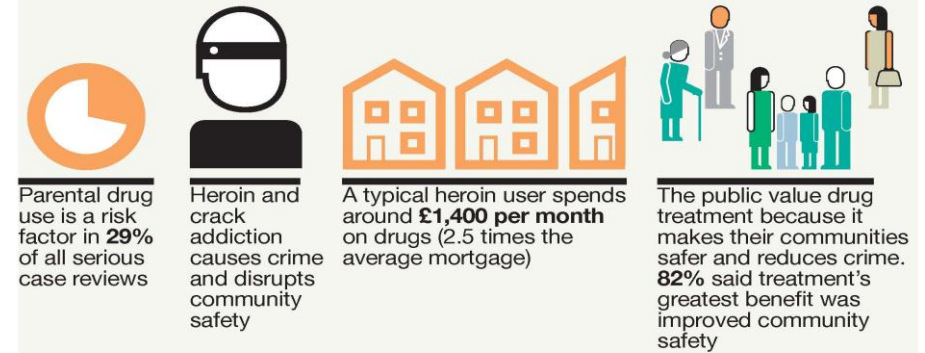 Parental drug
use is a risk
factor in 29%
of all serious
case reviews
Heroin and
crack
addiction
causes crime
and disrupts
community
safety
A typical heroin user spends
around £1,400 per month
on drugs (2.5 times the
average mortgage)
The public value drug
treatment because it
makes their communities
safer and reduces crime.
82% said treatment's
greatest benefit was
improved community
safety